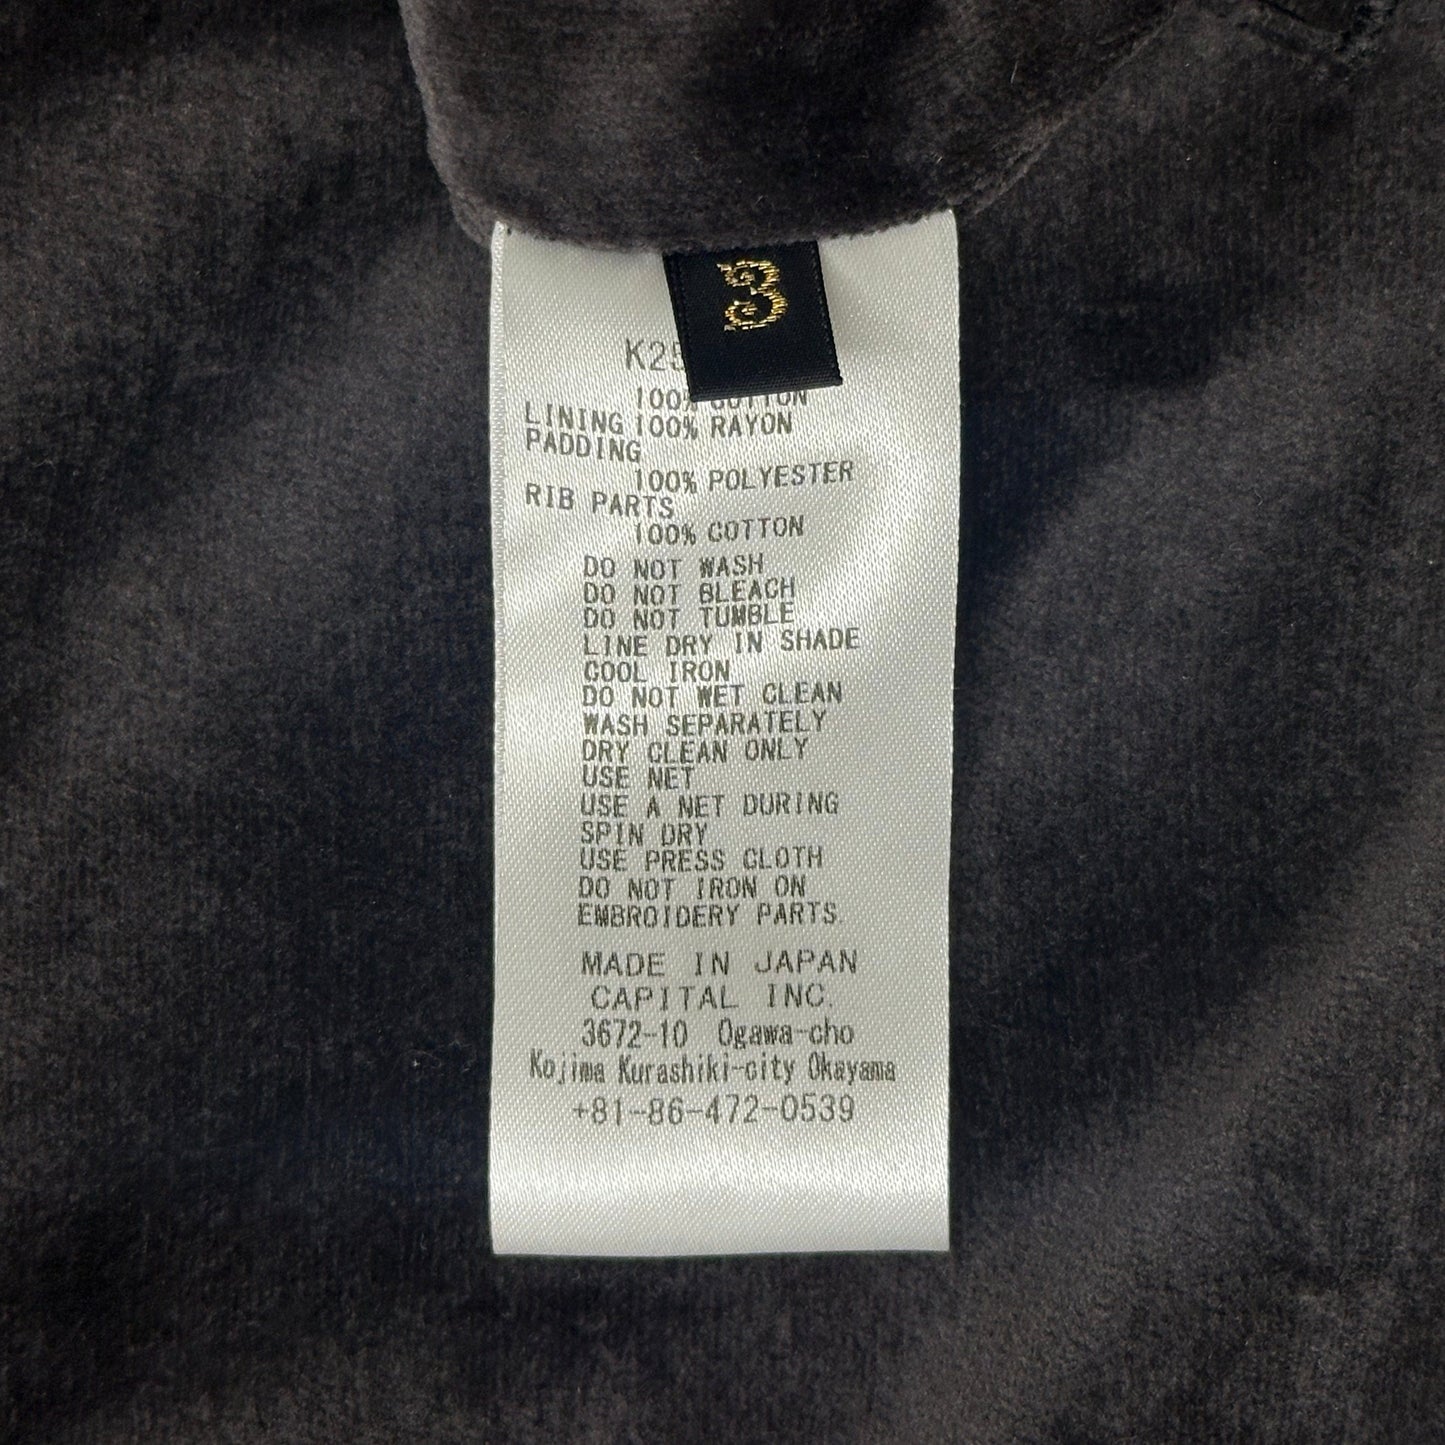 3
K25
100% COTTON
LINING 100% RAYON
PADDING
100% POLYESTER
RIB PARTS
100% COTTON
DO NOT WASH
DO NOT BLEACH
DO NOT TUMBLE
LINE DRY IN SHADE
COOL IRON
DO NOT WET CLEAN
WASH SEPARATELY
DRY CLEAN ONLY
USE NET
USE A NET DURING
SPIN DRY
USE PRESS CLOTH
DO NOT IRON ON
EMBROIDERY PARTS.
MADE IN JAPAN
CAPITAL INC.
3672-10 Ogawa-cho
Kojima Kurashiki-city Okayama
+81-86-472-0539